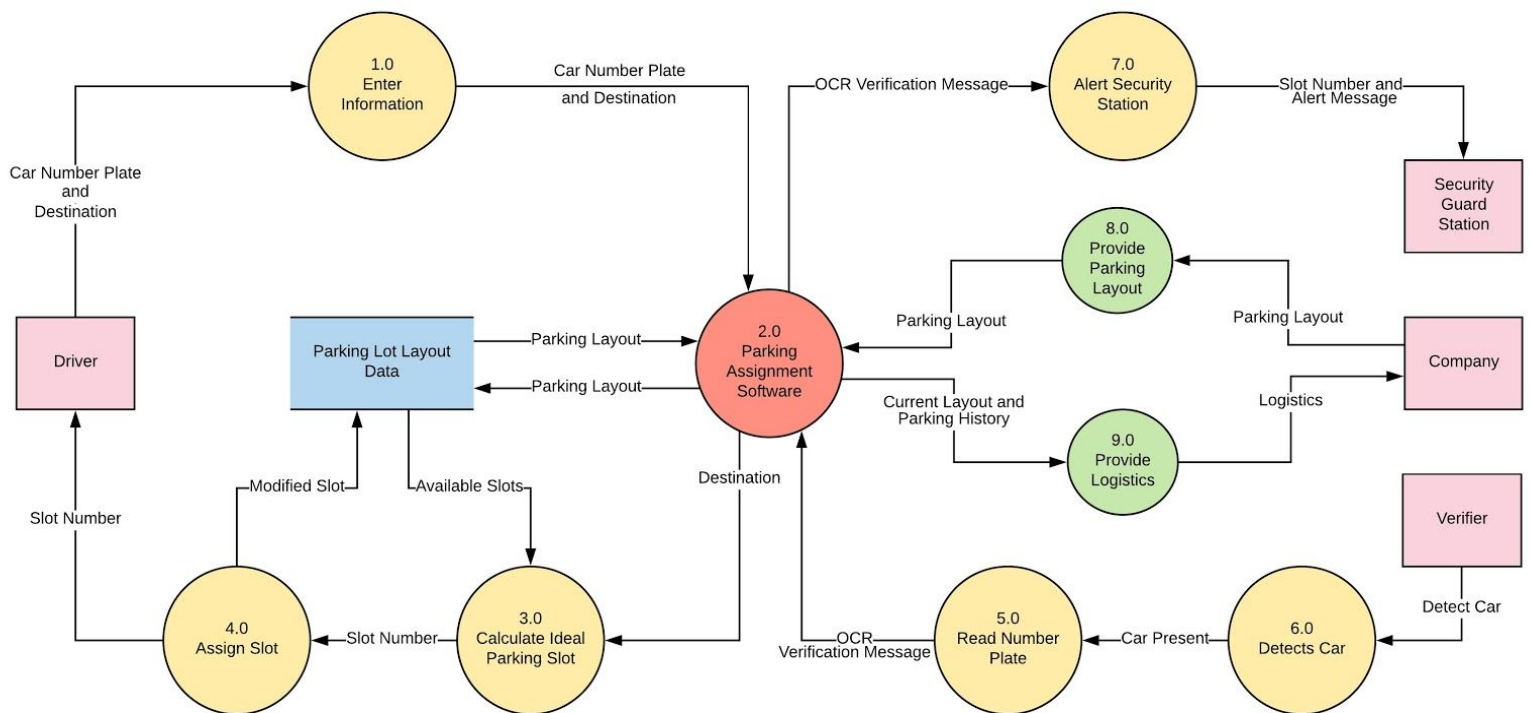 1.0
Enter
Information
Car Number Plate
and Destination
OCR Verification Message
7.0
Alert Security
Station
Slot Number and
Alert Message
Car Number Plate
and
Destination
Security
Guard
Station
8.0
Provide
Parking
Layout
Parking Layout
Parking Layout
Driver
Parking Lot Layout
Data
Parking Layout
Parking Layout
2.0
Parking
Assignment
Software
Company
Current Layout and
Parking History
Logistics
9.0
Provide
Logistics
Modified Slot
Available Slots
Destination
Slot Number
Verifier
Detect Car
4.0
Assign Slot
Slot Number
3.0
Calculate Ideal
Parking Slot
OCR
Verification Message
5.0
Read Number
Plate
Car Present
6.0
Detects Car